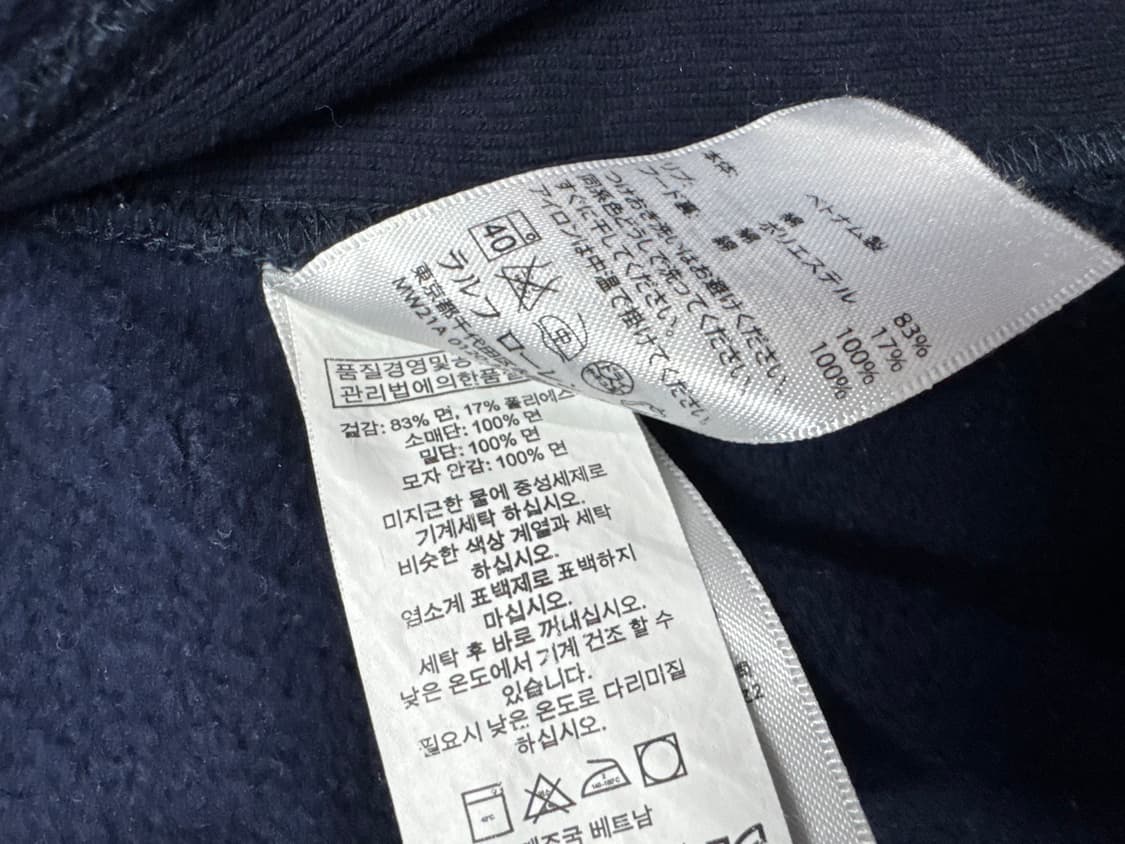 本体
ベトナム製
綿 83%
ポリエステル 17%
リブ: 綿 100%
フード裏: 綿 100%
つけおき洗いはお避けください。
同系色どうしで洗ってください。
すぐに干してください。
アイロンは中温で掛けてください。
40
ラルフ ローレ
東京都千代田
MW21A
품질경영및공
관리법에의한품질
겉감: 83% 면, 17% 폴리에스
소매단: 100% 면
밑단: 100% 면
모자 안감: 100% 면
미지근한 물에 중성세제로
기계세탁 하십시오.
비슷한 색상 계열과 세탁
하십시오.
염소계 표백제로 표백하지
마십시오.
세탁 후 바로 꺼내십시오.
낮은 온도에서 기계 건조 할 수
있습니다.
필요시 낮은 온도로 다리미질
하십시오.
40℃
140-160℃
제조국 베트남